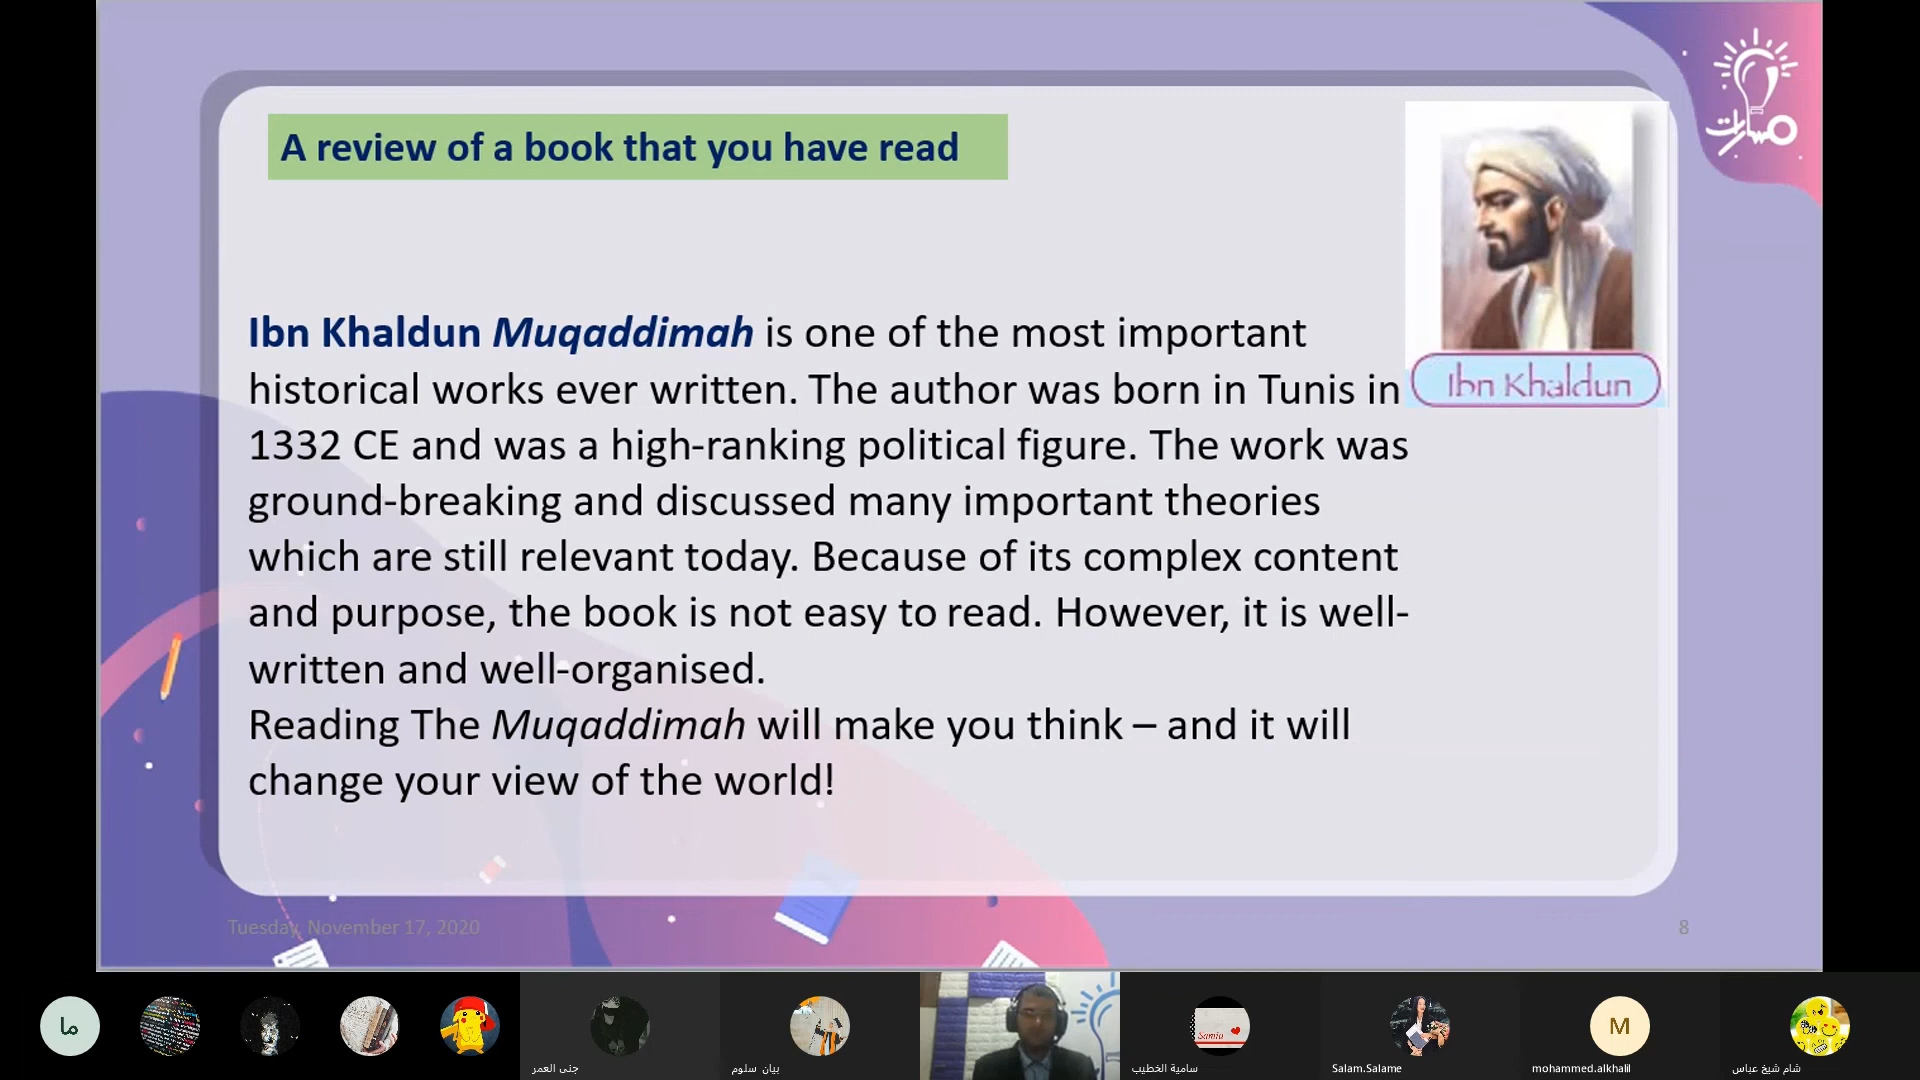 مسارات
A review of a book that you have read
Ibn Khaldun
Ibn Khaldun Muqaddimah is one of the most important
historical works ever written. The author was born in Tunis in
1332 CE and was a high-ranking political figure. The work was
ground-breaking and discussed many important theories
which are still relevant today. Because of its complex content
and purpose, the book is not easy to read. However, it is well-
written and well-organised.
Reading The Muqaddimah will make you think – and it will
change your view of the world!
Tuesday, November 17, 2020
8
ما
Samia
M
جنى العمر
بيان سلوم
سامية الخطيب
Salam.Salame
mohammed.alkhalil
شام شيخ عباس